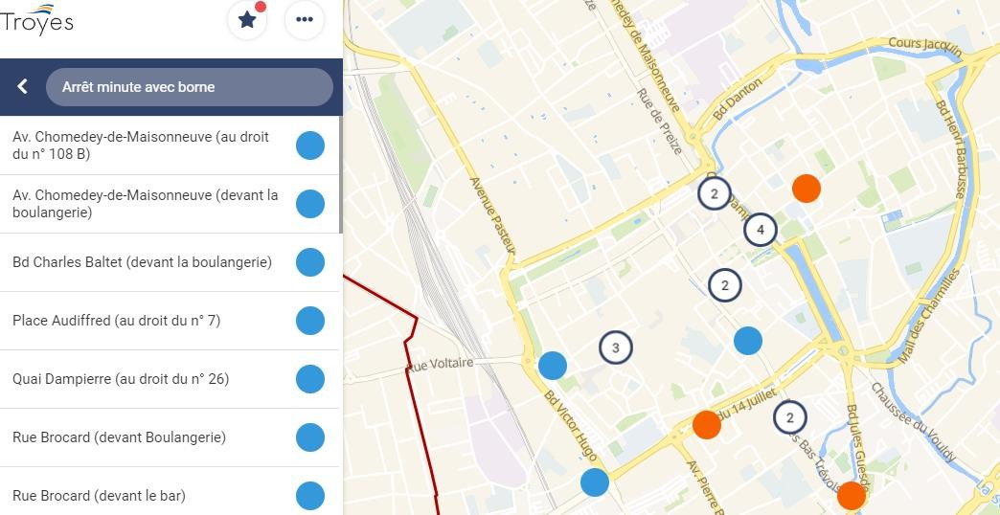 Troyes
Arrêt minute avec borne
Av. Chomedey-de-Maisonneuve (au droit
du n° 108 B)
Av. Chomedey-de-Maisonneuve (devant la
boulangerie)
Bd Charles Baltet (devant la boulangerie)
Place Audiffred (au droit du n° 7)
Quai Dampierre (au droit du n° 26)
Rue Brocard (devant Boulangerie)
Rue Brocard (devant le bar)
medey de Maisonneuve
Rue de Preize
Bd Danton
Cours Jacquin
Bd Henri Barbusse
Avenue Pasteur
2
Damp
4
2
3
Mail des Charmilles
Rue Voltaire
Bd Victor Hugo
du 14 Juillet
2
Chaussée du Vouldy
Bd Jules Guesde
s Bas Trévois
Av. Pierre B
La S